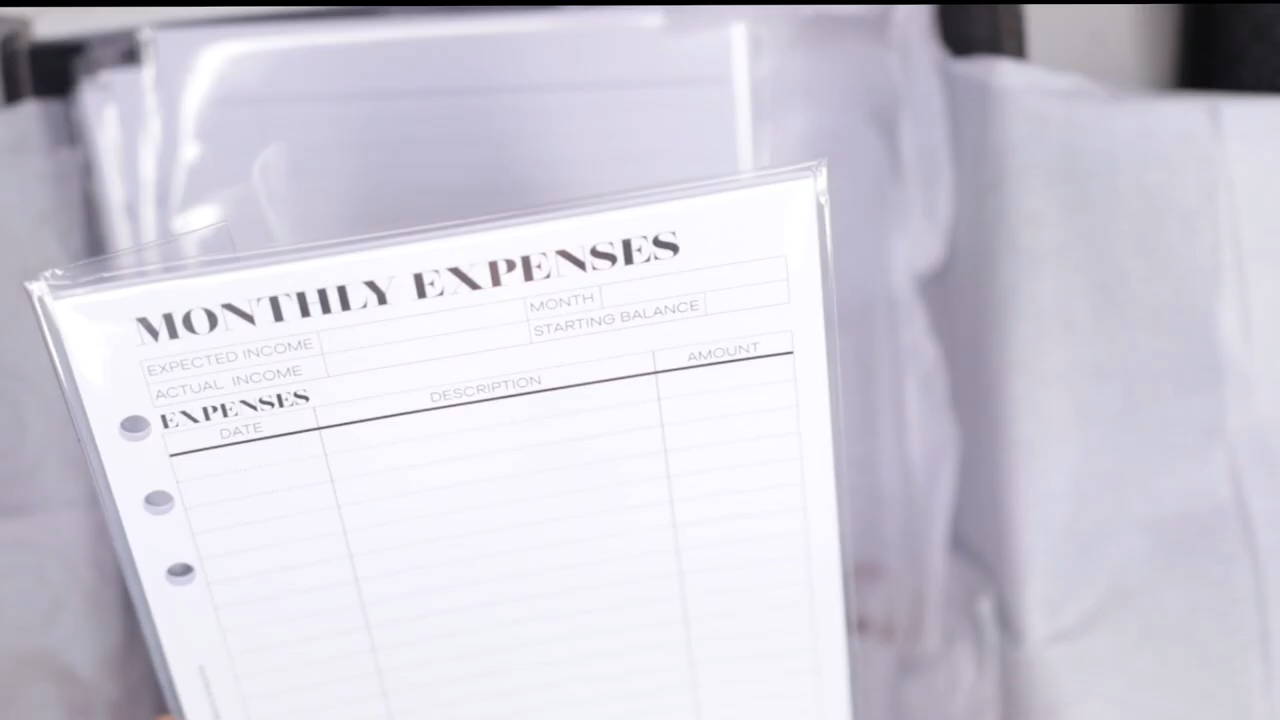 MONTHLY EXPENSES
EXPECTED INCOME
MONTH
ACTUAL INCOME
STARTING BALANCE
EXPENSES
DATE
DESCRIPTION
AMOUNT